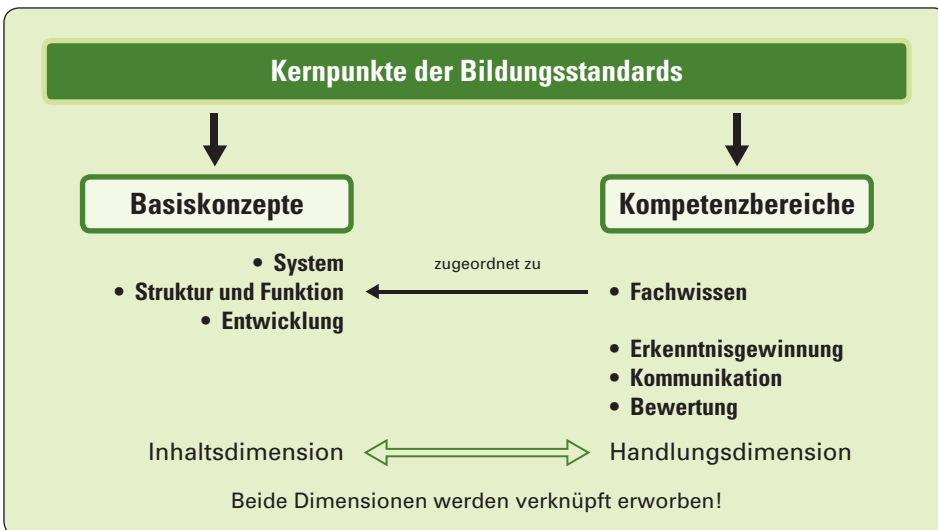 Kernpunkte der Bildungsstandards
Basiskonzepte
• System
• Struktur und Funktion
• Entwicklung
zugeordnet zu
Kompetenzbereiche
• Fachwissen
• Erkenntnisgewinnung
• Kommunikation
• Bewertung
Inhaltsdimension
Handlungsdimension
Beide Dimensionen werden verknüpft erworben!